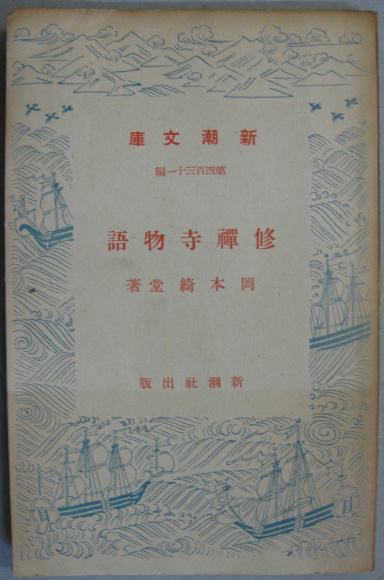 新潮文庫
第四百三十一編
修禪寺物語
岡本綺堂著
新潮社出版